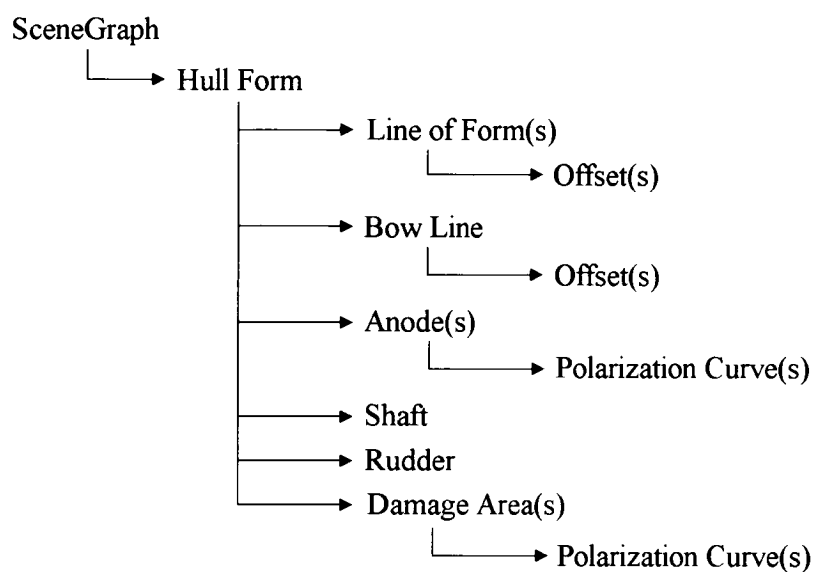 SceneGraph
Hull Form
Line of Form(s)
Offset(s)
Bow Line
Offset(s)
Anode(s)
Polarization Curve(s)
Shaft
Rudder
Damage Area(s)
Polarization Curve(s)